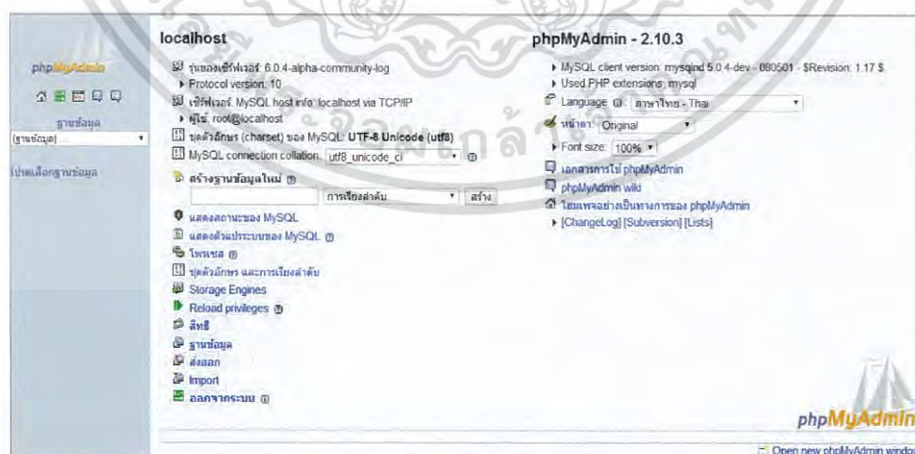 phpMyAdmin
ฐานข้อมูล
(ฐานข้อมูล)
โปรดเลือกฐานข้อมูล
localhost
รุ่นของเซิร์ฟเวอร์: 6.0.4-alpha-community-log
Protocol version: 10
เซิร์ฟเวอร์: MySQL host info: localhost via TCP/IP
ผู้ใช้: root@localhost
ชุดตัวอักษร (charset) ของ MySQL: UTF-8 Unicode (utf8)
MySQL connection collation: utf8_unicode_ci
สร้างฐานข้อมูลใหม่
การเรียงลำดับ สร้าง
แสดงสถานะของ MySQL
แสดงตัวแปรระบบของ MySQL
โพรเซส
ชุดตัวอักษร และการเรียงลำดับ
Storage Engines
Reload privileges
สิทธิ
ฐานข้อมูล
ส่งออก
Import
ออกจากระบบ
phpMyAdmin - 2.10.3
MySQL client version: mysqlnd 5.0.4-dev - 080501 - $Revision: 1.17 $
Used PHP extensions: mysql
Language: ภาษาไทย - Thai
หน้าตา: Original
Font size: 100%
เอกสารการใช้ phpMyAdmin
phpMyAdmin wiki
โฮมเพจอย่างเป็นทางการของ phpMyAdmin
[ChangeLog] [Subversion] [Lists]
phpMyAdmin
Open new phpMyAdmin window